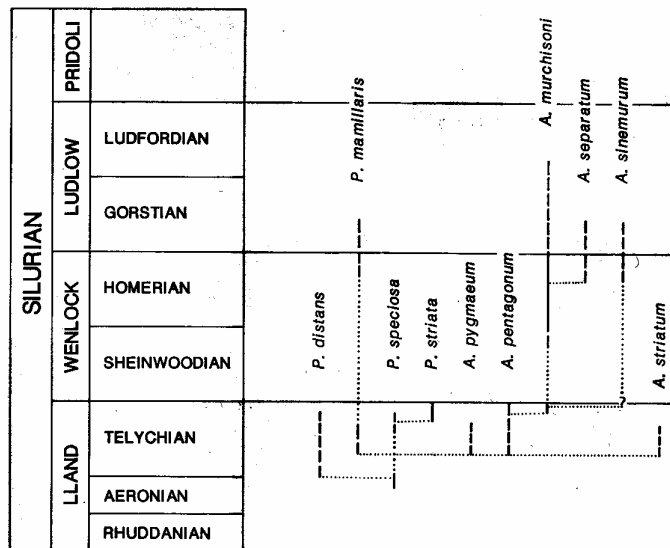 SILURIAN
PRIDOLI
LUDLOW
WENLOCK
LLAND
LUDFORDIAN
GORSTIAN
HOMERIAN
SHEINWOODIAN
TELYCHIAN
AERONIAN
RHUDDANIAN
P. distans
P. mamillaris
P. speciosa
P. striata
A. pygmaeum
A. pentagonum
A. murchisoni
A. separatum
A. sinemurum
A. striatum
?